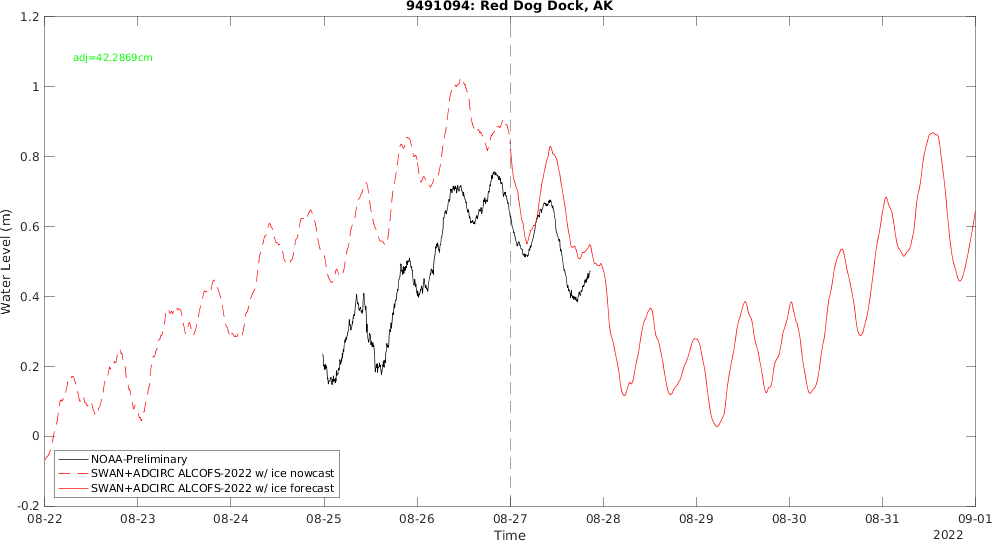 9491094: Red Dog Dock, AK
adj=42.2869cm
Water Level (m)
1.2
1
0.8
0.6
0.4
0.2
0
-0.2
NOAA-Preliminary
SWAN+ADCIRC ALCOFS-2022 w/ ice nowcast
SWAN+ADCIRC ALCOFS-2022 w/ ice forecast
08-22 08-23 08-24 08-25 08-26 08-27 08-28 08-29 08-30 08-31 09-01
Time
2022